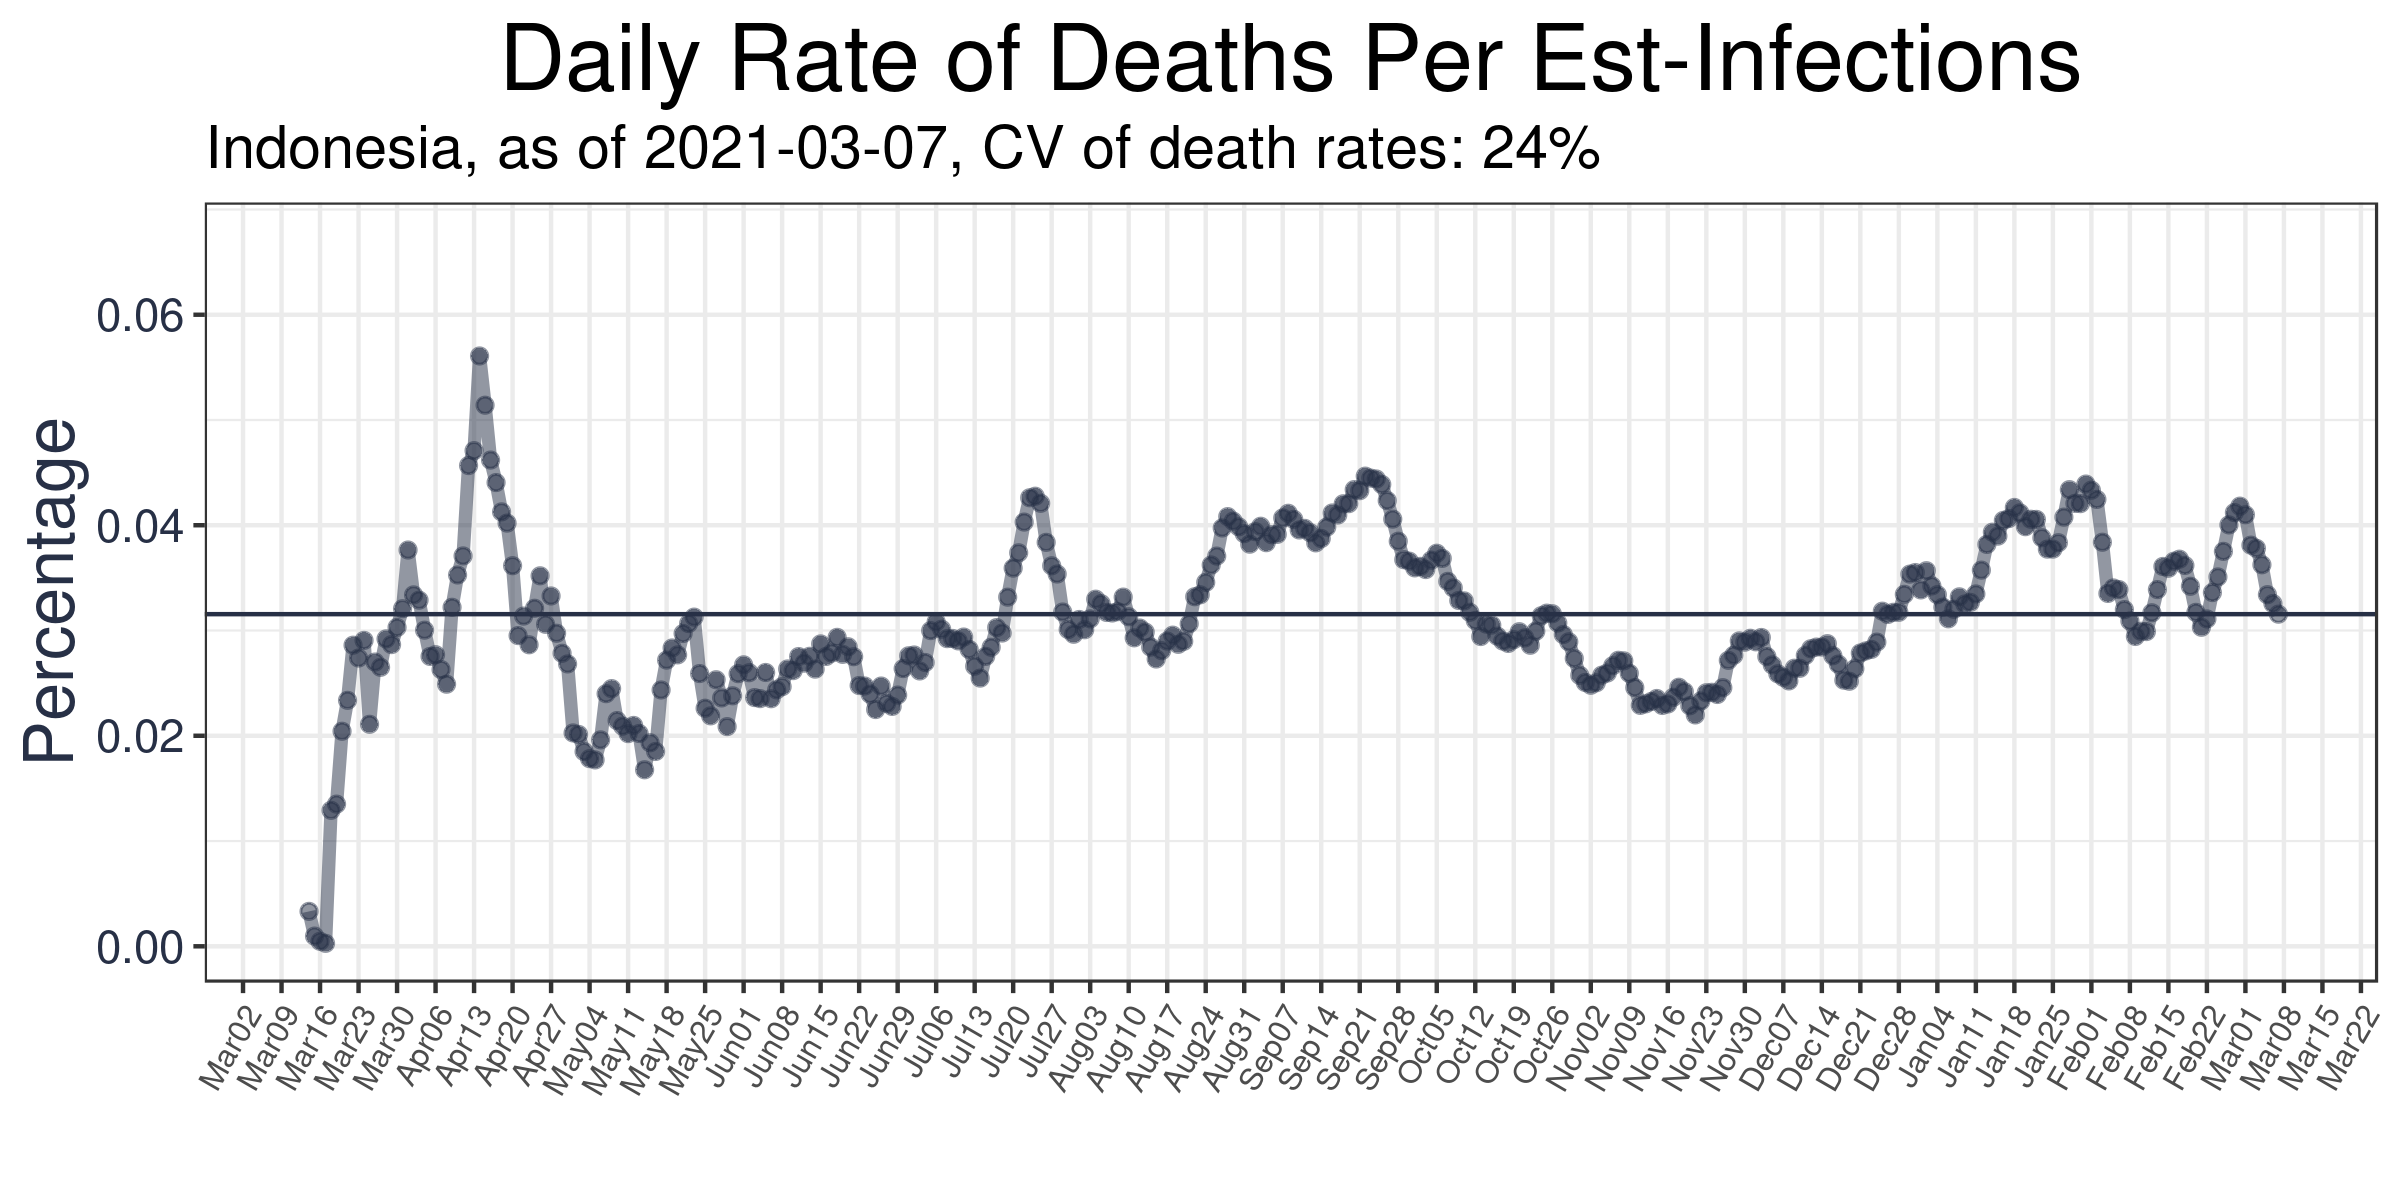 Daily Rate of Deaths Per Est-Infections
Indonesia, as of 2021-03-07, CV of death rates: 24%
Percentage
0.06
0.04
0.02
0.00
Mar02
Mar09
Mar16
Mar23
Mar30
Apr06
Apr13
Apr20
Apr27
May04
May11
May18
May25
Jun01
Jun08
Jun15
Jun22
Jun29
Jul06
Jul13
Jul20
Jul27
Aug03
Aug10
Aug17
Aug24
Aug31
Sep07
Sep14
Sep21
Sep28
Oct05
Oct12
Oct19
Oct26
Nov02
Nov09
Nov16
Nov23
Nov30
Dec07
Dec14
Dec21
Dec28
Jan04
Jan11
Jan18
Jan25
Feb01
Feb08
Feb15
Feb22
Mar01
Mar08
Mar15
Mar22